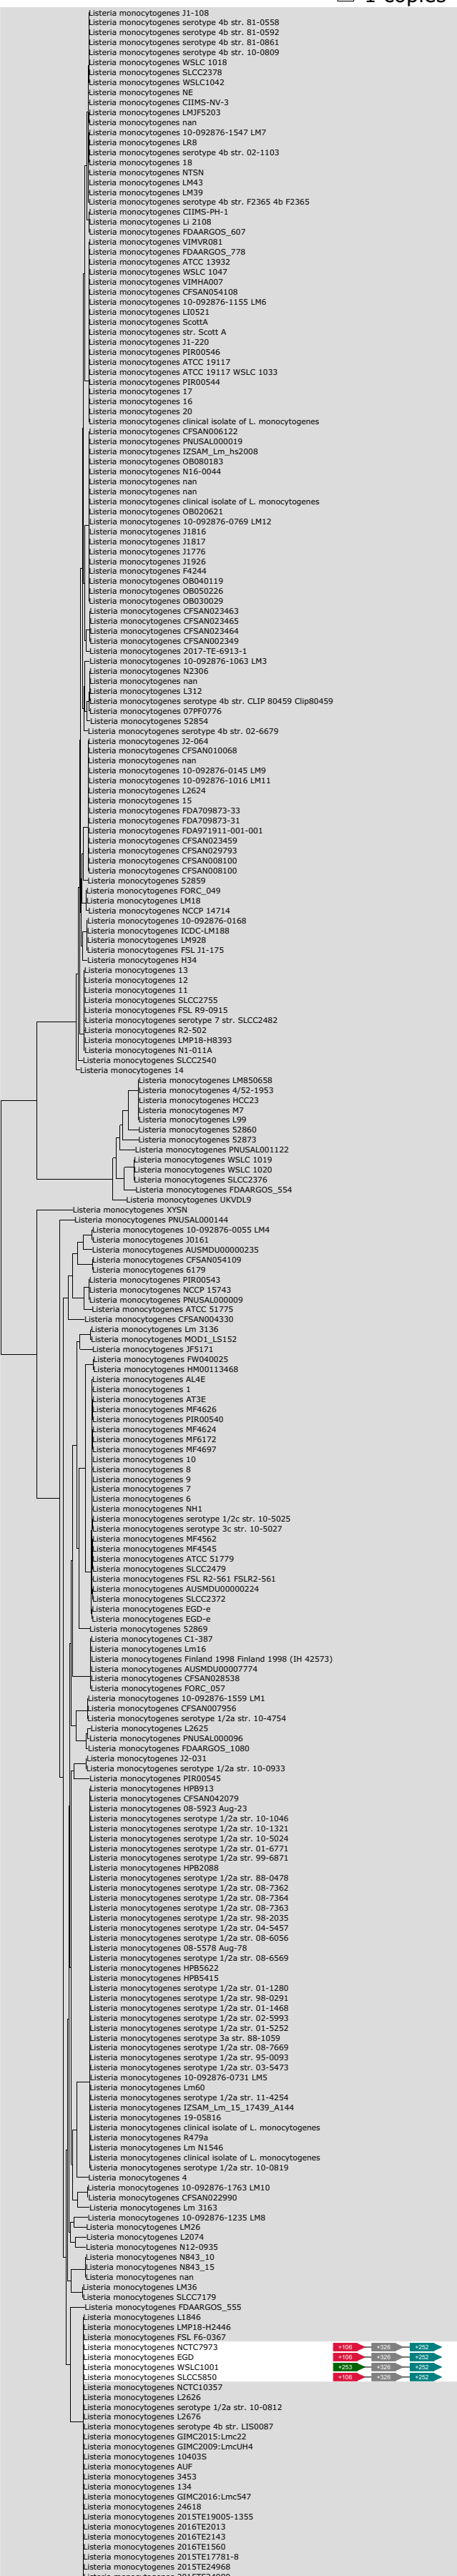 1 copies
Listeria monocytogenes J1-108
Listeria monocytogenes serotype 4b str. 81-0558
Listeria monocytogenes serotype 4b str. 81-0592
Listeria monocytogenes serotype 4b str. 81-0861
Listeria monocytogenes serotype 4b str. 10-0809
Listeria monocytogenes WSLC 1018
Listeria monocytogenes SLCC2378
Listeria monocytogenes WSLC1042
Listeria monocytogenes NE
Listeria monocytogenes CIIMS-NV-3
Listeria monocytogenes LMJF5203
Listeria monocytogenes nan
Listeria monocytogenes 10-092876-1547 LM7
Listeria monocytogenes LR8
Listeria monocytogenes serotype 4b str. 02-1103
Listeria monocytogenes 18
Listeria monocytogenes NTSN
Listeria monocytogenes LM43
Listeria monocytogenes LM39
Listeria monocytogenes serotype 4b str. F2365 4b F2365
Listeria monocytogenes CIIMS-PH-1
Listeria monocytogenes Li 2108
Listeria monocytogenes FDAARGOS_607
Listeria monocytogenes VIMVR081
Listeria monocytogenes FDAARGOS_778
Listeria monocytogenes ATCC 13932
Listeria monocytogenes WSLC 1047
Listeria monocytogenes VIMHA007
Listeria monocytogenes CFSAN054108
Listeria monocytogenes 10-092876-1155 LM6
Listeria monocytogenes LI0521
Listeria monocytogenes ScottA
Listeria monocytogenes str. Scott A
Listeria monocytogenes J1-220
Listeria monocytogenes PIR00546
Listeria monocytogenes ATCC 19117
Listeria monocytogenes ATCC 19117 WSLC 1033
Listeria monocytogenes PIR00544
Listeria monocytogenes 17
Listeria monocytogenes 16
Listeria monocytogenes 20
Listeria monocytogenes clinical isolate of L. monocytogenes
Listeria monocytogenes CFSAN006122
Listeria monocytogenes PNUSAL000019
Listeria monocytogenes IZSAM_Lm_hs2008
Listeria monocytogenes OB080183
Listeria monocytogenes N16-0044
Listeria monocytogenes nan
Listeria monocytogenes nan
Listeria monocytogenes clinical isolate of L. monocytogenes
Listeria monocytogenes OB020621
Listeria monocytogenes 10-092876-0769 LM12
Listeria monocytogenes J1816
Listeria monocytogenes J1817
Listeria monocytogenes J1776
Listeria monocytogenes J1926
Listeria monocytogenes F4244
Listeria monocytogenes OB040119
Listeria monocytogenes OB050226
Listeria monocytogenes OB030029
Listeria monocytogenes CFSAN023463
Listeria monocytogenes CFSAN023465
Listeria monocytogenes CFSAN023464
Listeria monocytogenes CFSAN002349
Listeria monocytogenes 2017-TE-6913-1
Listeria monocytogenes 10-092876-1063 LM3
Listeria monocytogenes N2306
Listeria monocytogenes nan
Listeria monocytogenes L312
Listeria monocytogenes serotype 4b str. CLIP 80459 Clip80459
Listeria monocytogenes 07PF0776
Listeria monocytogenes 52854
Listeria monocytogenes serotype 4b str. 02-6679
Listeria monocytogenes J2-064
Listeria monocytogenes CFSAN010068
Listeria monocytogenes nan
Listeria monocytogenes 10-092876-0145 LM9
Listeria monocytogenes 10-092876-1016 LM11
Listeria monocytogenes L2624
Listeria monocytogenes 15
Listeria monocytogenes FDA709873-33
Listeria monocytogenes FDA709873-31
Listeria monocytogenes FDA971911-001-001
Listeria monocytogenes CFSAN023459
Listeria monocytogenes CFSAN029793
Listeria monocytogenes CFSAN008100
Listeria monocytogenes CFSAN008100
Listeria monocytogenes 52859
Listeria monocytogenes FORC_049
Listeria monocytogenes LM18
Listeria monocytogenes NCCP 14714
Listeria monocytogenes 10-092876-0168
Listeria monocytogenes ICDC-LM188
Listeria monocytogenes LM928
Listeria monocytogenes FSL J1-175
Listeria monocytogenes H34
Listeria monocytogenes 13
Listeria monocytogenes 12
Listeria monocytogenes 11
Listeria monocytogenes SLCC2755
Listeria monocytogenes FSL R9-0915
Listeria monocytogenes serotype 7 str. SLCC2482
Listeria monocytogenes R2-502
Listeria monocytogenes LMP18-H8393
Listeria monocytogenes N1-011A
Listeria monocytogenes SLCC2540
Listeria monocytogenes 14
Listeria monocytogenes LM850658
Listeria monocytogenes 4/52-1953
Listeria monocytogenes HCC23
Listeria monocytogenes M7
Listeria monocytogenes L99
Listeria monocytogenes 52860
Listeria monocytogenes 52873
Listeria monocytogenes PNUSAL001122
Listeria monocytogenes WSLC 1019
Listeria monocytogenes WSLC 1020
Listeria monocytogenes SLCC2376
Listeria monocytogenes FDAARGOS_554
Listeria monocytogenes UKVDL9
Listeria monocytogenes XYSN
Listeria monocytogenes PNUSAL000144
Listeria monocytogenes 10-092876-0055 LM4
Listeria monocytogenes J0161
Listeria monocytogenes AUSMDU00000235
Listeria monocytogenes CFSAN054109
Listeria monocytogenes 6179
Listeria monocytogenes PIR00543
Listeria monocytogenes NCCP 15743
Listeria monocytogenes PNUSAL000009
Listeria monocytogenes ATCC 51775
Listeria monocytogenes CFSAN004330
Listeria monocytogenes Lm 3136
Listeria monocytogenes MOD1_LS152
Listeria monocytogenes JF5171
Listeria monocytogenes FW040025
Listeria monocytogenes HM00113468
Listeria monocytogenes AL4E
Listeria monocytogenes 1
Listeria monocytogenes AT3E
Listeria monocytogenes MF4626
Listeria monocytogenes PIR00540
Listeria monocytogenes MF4624
Listeria monocytogenes MF6172
Listeria monocytogenes MF4697
Listeria monocytogenes 10
Listeria monocytogenes 8
Listeria monocytogenes 9
Listeria monocytogenes 7
Listeria monocytogenes 6
Listeria monocytogenes NH1
Listeria monocytogenes serotype 1/2c str. 10-5025
Listeria monocytogenes serotype 3c str. 10-5027
Listeria monocytogenes MF4562
Listeria monocytogenes MF4545
Listeria monocytogenes ATCC 51779
Listeria monocytogenes SLCC2479
Listeria monocytogenes FSL R2-561 FSLR2-561
Listeria monocytogenes AUSMDU00000224
Listeria monocytogenes SLCC2372
Listeria monocytogenes EGD-e
Listeria monocytogenes EGD-e
Listeria monocytogenes 52869
Listeria monocytogenes C1-387
Listeria monocytogenes Lm16
Listeria monocytogenes Finland 1998 Finland 1998 (IH 42573)
Listeria monocytogenes AUSMDU00007774
Listeria monocytogenes CFSAN028538
Listeria monocytogenes FORC_057
Listeria monocytogenes 10-092876-1559 LM1
Listeria monocytogenes CFSAN007956
Listeria monocytogenes serotype 1/2a str. 10-4754
Listeria monocytogenes L2625
Listeria monocytogenes PNUSAL000096
Listeria monocytogenes FDAARGOS_1080
Listeria monocytogenes J2-031
Listeria monocytogenes serotype 1/2a str. 10-0933
Listeria monocytogenes PIR00545
Listeria monocytogenes HPB913
Listeria monocytogenes CFSAN042079
Listeria monocytogenes 08-5923 Aug-23
Listeria monocytogenes serotype 1/2a str. 10-1046
Listeria monocytogenes serotype 1/2a str. 10-1321
Listeria monocytogenes serotype 1/2a str. 10-5024
Listeria monocytogenes serotype 1/2a str. 01-6771
Listeria monocytogenes serotype 1/2a str. 99-6871
Listeria monocytogenes HPB2088
Listeria monocytogenes serotype 1/2a str. 88-0478
Listeria monocytogenes serotype 1/2a str. 08-7362
Listeria monocytogenes serotype 1/2a str. 08-7364
Listeria monocytogenes serotype 1/2a str. 08-7363
Listeria monocytogenes serotype 1/2a str. 98-2035
Listeria monocytogenes serotype 1/2a str. 04-5457
Listeria monocytogenes serotype 1/2a str. 08-6056
Listeria monocytogenes 08-5578 Aug-78
Listeria monocytogenes serotype 1/2a str. 08-6569
Listeria monocytogenes HPB5622
Listeria monocytogenes HPB5415
Listeria monocytogenes serotype 1/2a str. 01-1280
Listeria monocytogenes serotype 1/2a str. 98-0291
Listeria monocytogenes serotype 1/2a str. 01-1468
Listeria monocytogenes serotype 1/2a str. 02-5993
Listeria monocytogenes serotype 1/2a str. 01-5252
Listeria monocytogenes serotype 3a str. 88-1059
Listeria monocytogenes serotype 1/2a str. 08-7669
Listeria monocytogenes serotype 1/2a str. 95-0093
Listeria monocytogenes serotype 1/2a str. 03-5473
Listeria monocytogenes 10-092876-0731 LM5
Listeria monocytogenes Lm60
Listeria monocytogenes serotype 1/2a str. 11-4254
Listeria monocytogenes IZSAM_Lm_15_17439_A144
Listeria monocytogenes 19-05816
Listeria monocytogenes clinical isolate of L. monocytogenes
Listeria monocytogenes R479a
Listeria monocytogenes Lm N1546
Listeria monocytogenes clinical isolate of L. monocytogenes
Listeria monocytogenes serotype 1/2a str. 10-0819
Listeria monocytogenes 4
Listeria monocytogenes 10-092876-1763 LM10
Listeria monocytogenes CFSAN022990
Listeria monocytogenes Lm 3163
Listeria monocytogenes 10-092876-1235 LM8
Listeria monocytogenes LM26
Listeria monocytogenes L2074
Listeria monocytogenes N12-0935
Listeria monocytogenes N843_10
Listeria monocytogenes N843_15
Listeria monocytogenes nan
Listeria monocytogenes LM36
Listeria monocytogenes SLCC7179
Listeria monocytogenes FDAARGOS_555
Listeria monocytogenes L1846
Listeria monocytogenes LMP18-H2446
Listeria monocytogenes FSL F6-0367
Listeria monocytogenes NCTC7973 +106 +326 +252
Listeria monocytogenes EGD +106 +326 +252
Listeria monocytogenes WSLC1001 +253 +326 +252
Listeria monocytogenes SLCC5850 +106 +326 +252
Listeria monocytogenes NCTC10357
Listeria monocytogenes L2626
Listeria monocytogenes serotype 1/2a str. 10-0812
Listeria monocytogenes L2676
Listeria monocytogenes serotype 4b str. LIS0087
Listeria monocytogenes GIMC2015:Lmc22
Listeria monocytogenes GIMC2009:LmcUH4
Listeria monocytogenes 10403S
Listeria monocytogenes AUF
Listeria monocytogenes 3453
Listeria monocytogenes 134
Listeria monocytogenes GIMC2016:Lmc547
Listeria monocytogenes 24618
Listeria monocytogenes 2015TE19005-1355
Listeria monocytogenes 2016TE2013
Listeria monocytogenes 2016TE2143
Listeria monocytogenes 2016TE1560
Listeria monocytogenes 2015TE17781-8
Listeria monocytogenes 2015TE24968